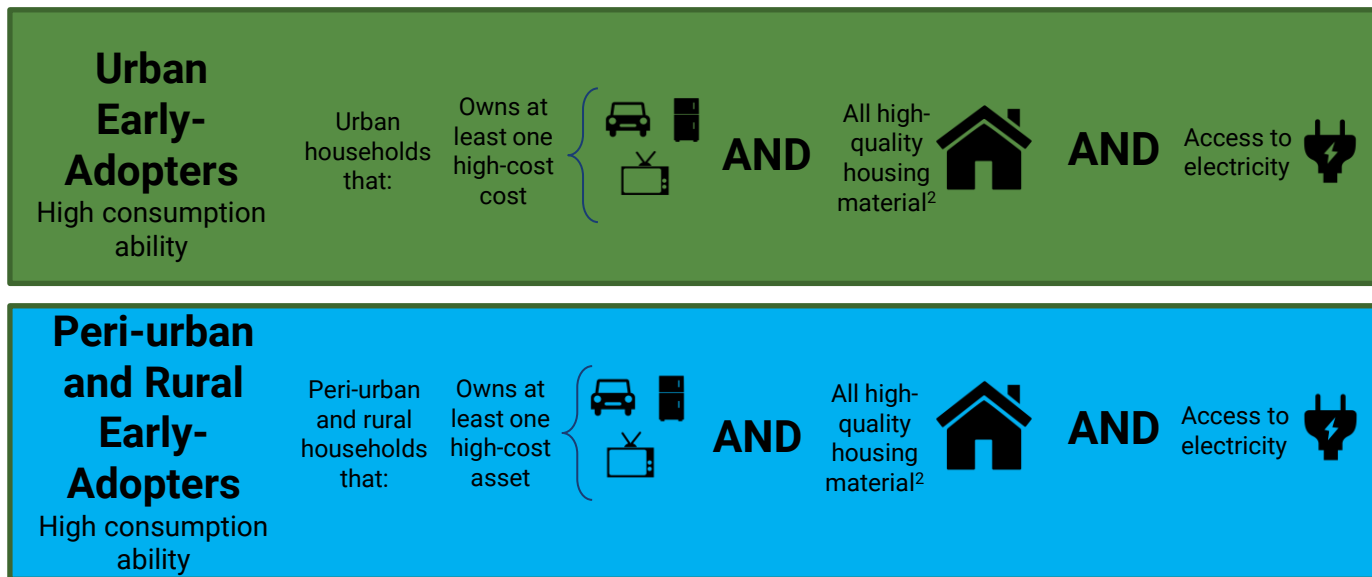 Urban
Early-
Adopters
High consumption
ability
Urban
households
that:
Owns at
least one
high-cost
cost
AND
All high-
quality
housing
material²
AND
Access to
electricity
Peri-urban
and Rural
Early-
Adopters
High consumption
ability
Peri-urban
and rural
households
that:
Owns at
least one
high-cost
asset
AND
All high-
quality
housing
material²
AND
Access to
electricity